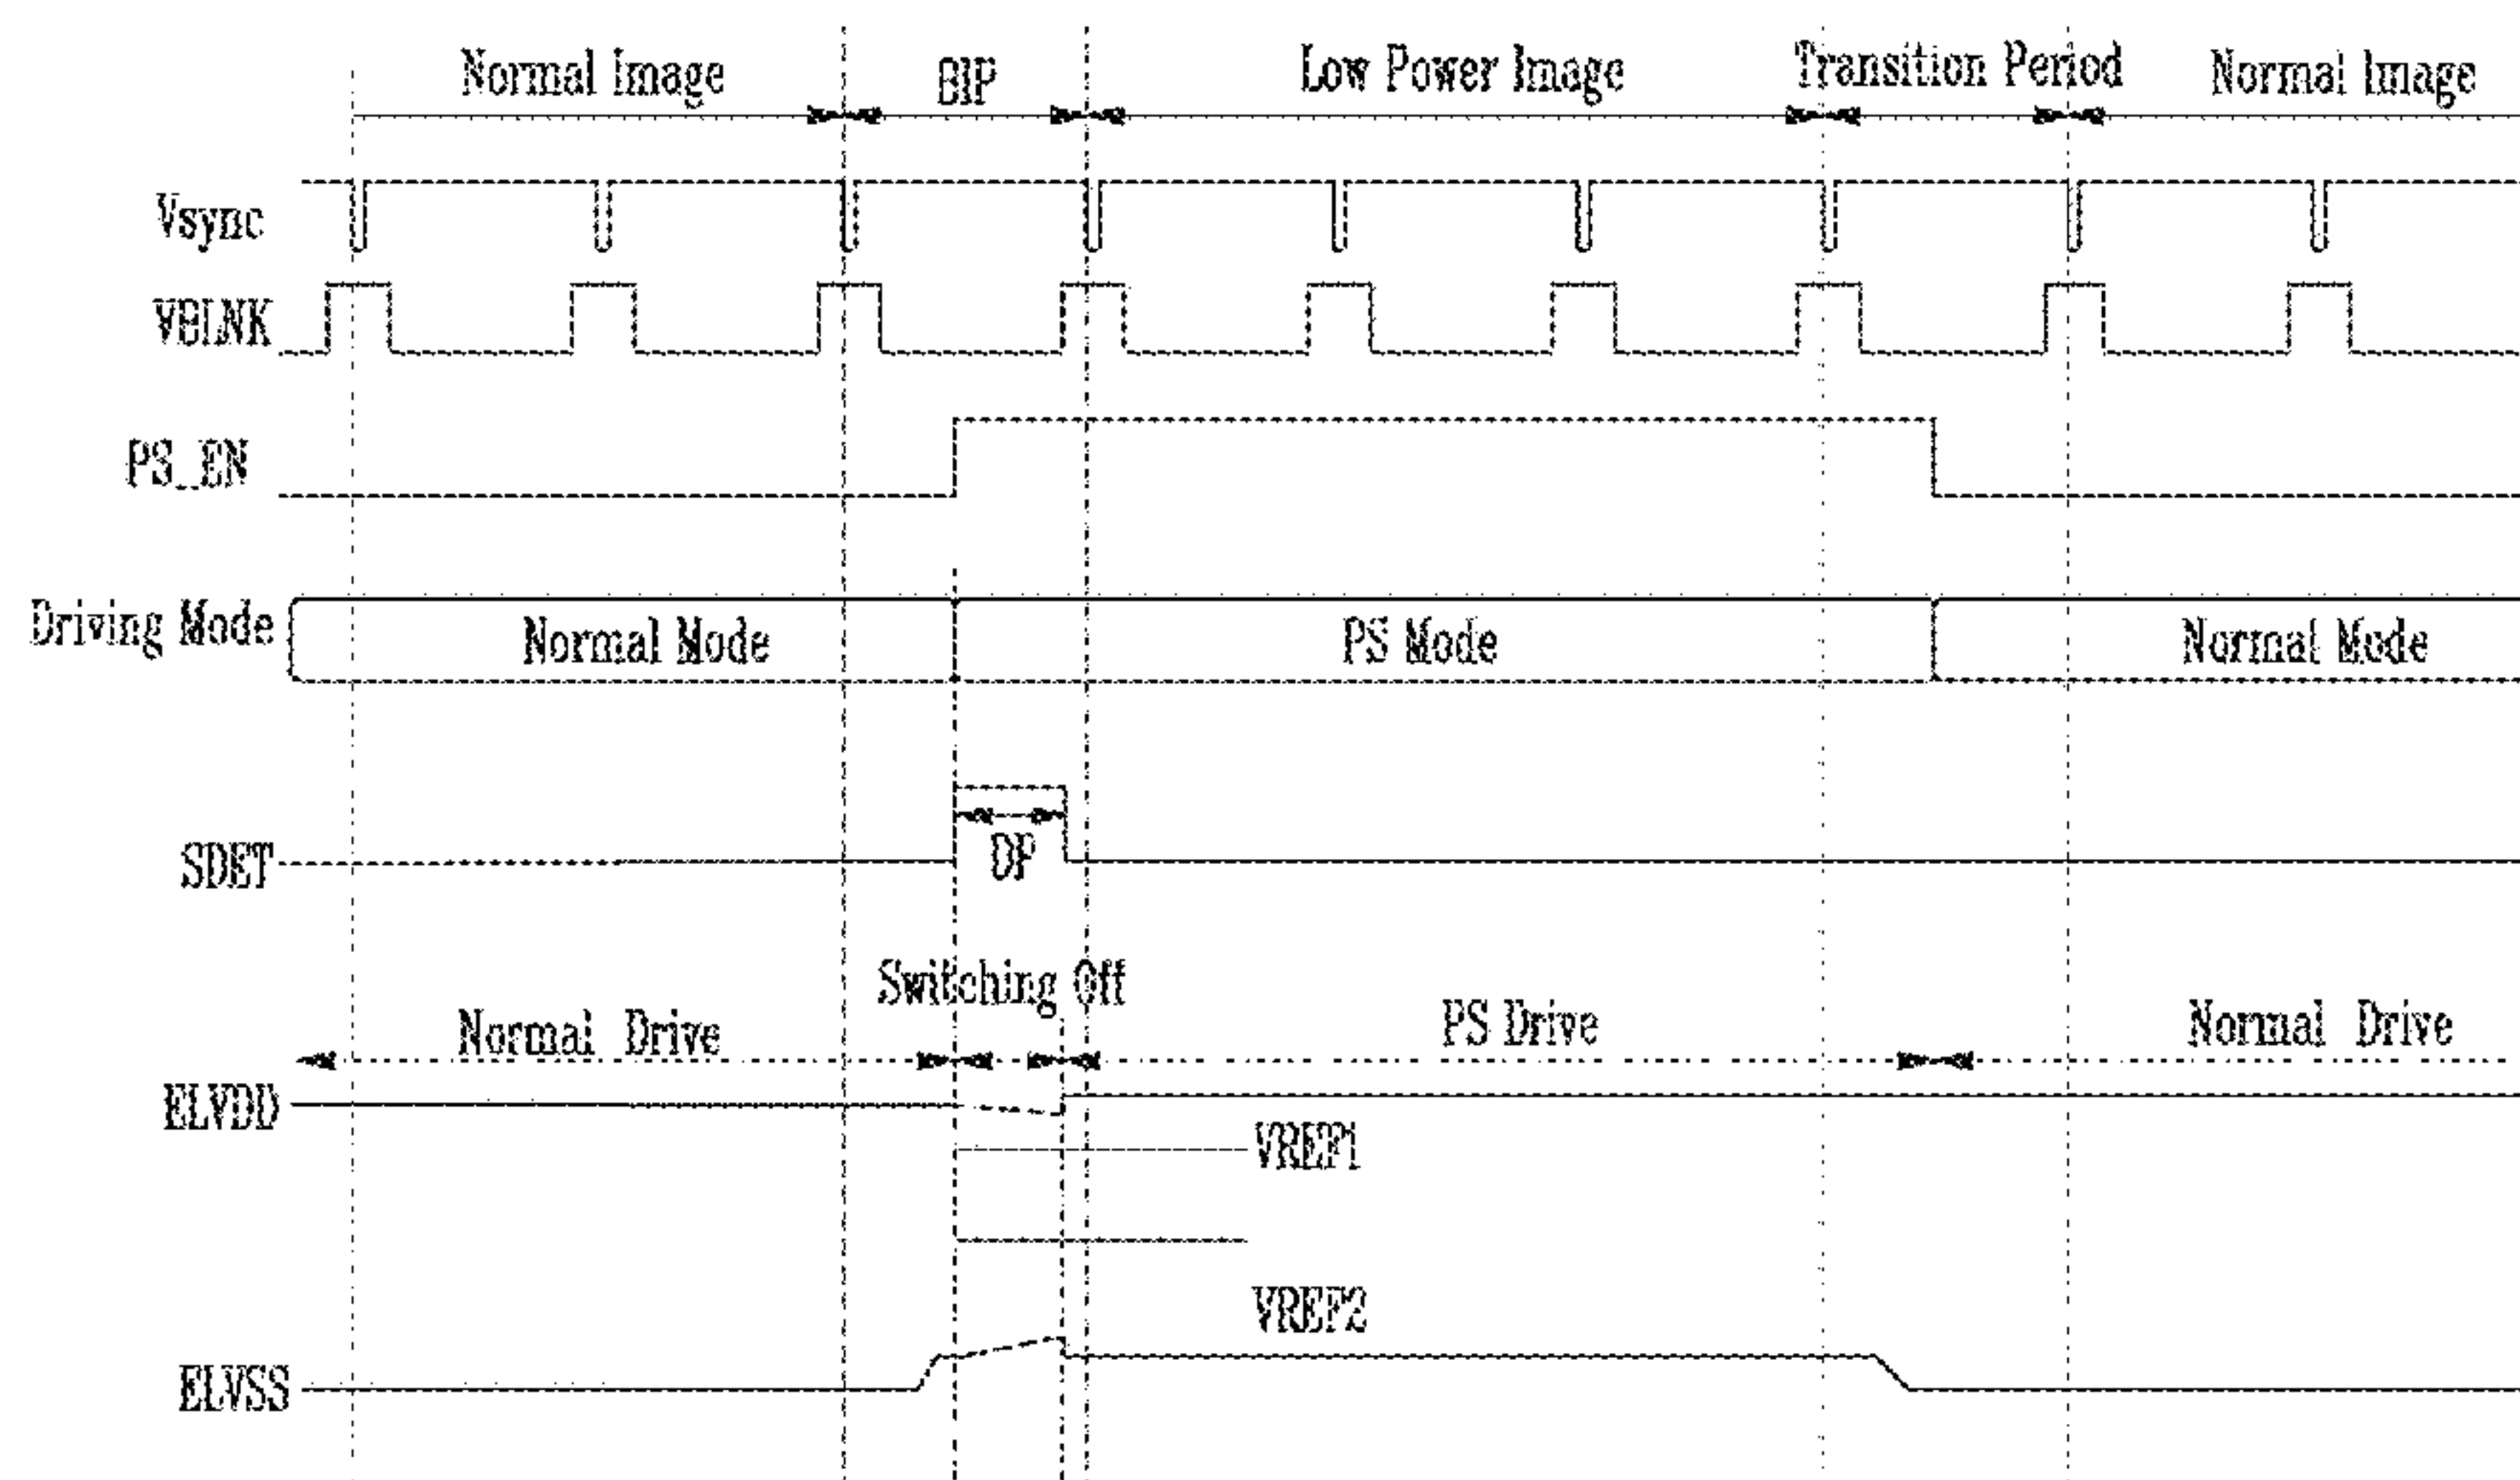 Normal Image BIP Low Power Image Transition Period Normal Image
Vsync
VBLNK
PS_EN
Driving Mode Normal Mode PS Mode Normal Mode
SDET
DP
Switching Off
Normal Drive PS Drive Normal Drive
ELVDD
VREF1
VREF2
ELVSS